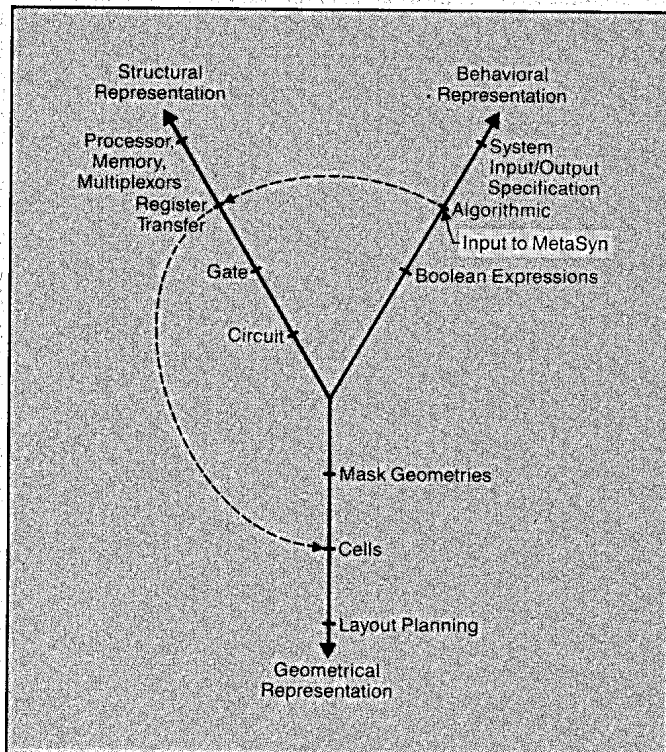 Structural
Representation
Behavioral
Representation
Processor,
Memory,
Multiplexors
Register
Transfer
Gate
Circuit
System
Input/Output
Specification
Algorithmic
Input to MetaSyn
Boolean Expressions
Mask Geometries
Cells
Layout Planning
Geometrical
Representation